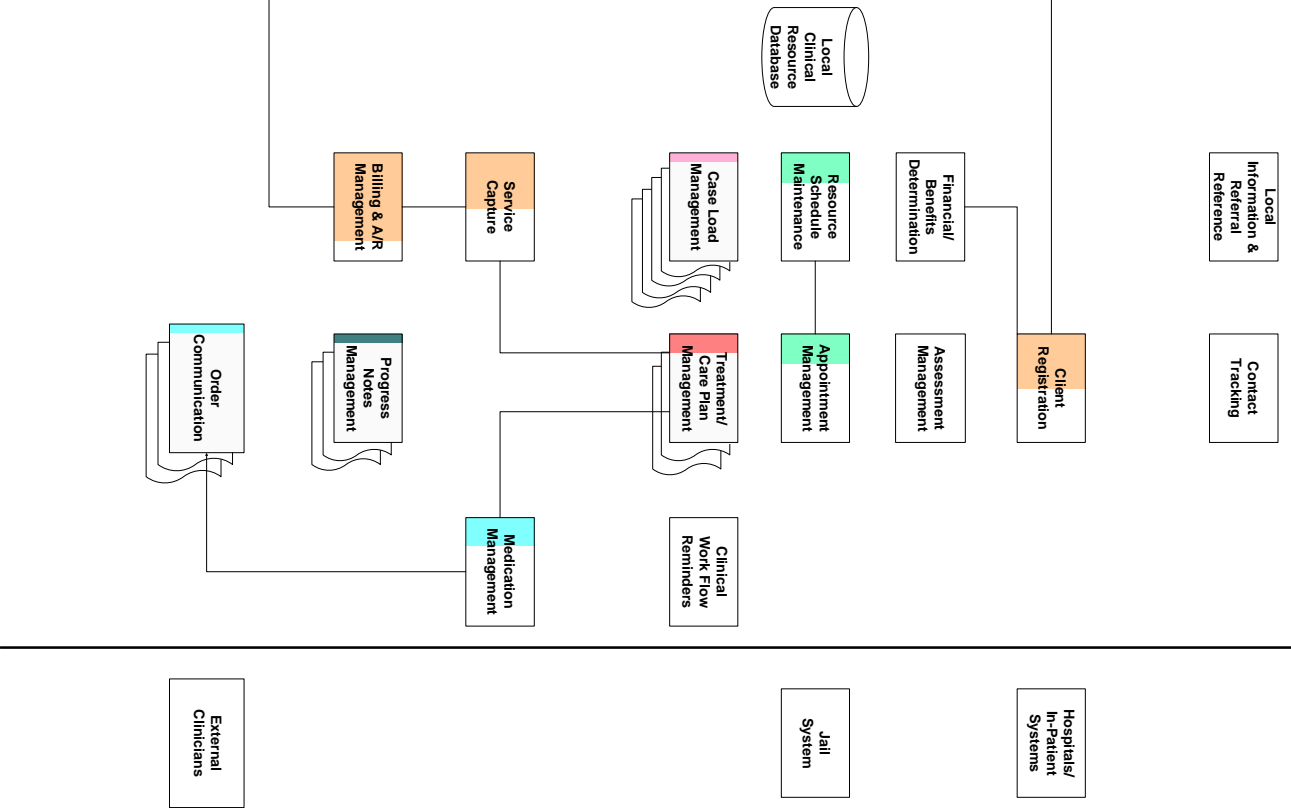 Local
Information &
Referral
Reference
Contact
Tracking
Client
Registration
Hospitals/
In-Patient
Systems
Financial/
Benefits
Determination
Assessment
Management
Local
Clinical
Resource
Database
Resource
Schedule
Maintenance
Appointment
Management
Jail
System
Case Load
Management
Treatment/
Care Plan
Management
Clinical
Work Flow
Reminders
Service
Capture
Medication
Management
Billing & A/R
Management
Progress
Notes
Management
Order
Communication
External
Clinicians